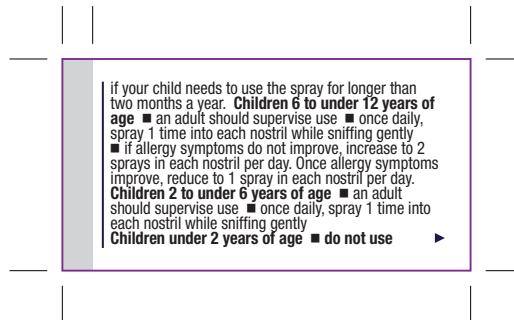 if your child needs to use the spray for longer than
two months a year. Children 6 to under 12 years of
age ■ an adult should supervise use ■ once daily,
spray 1 time into each nostril while sniffing gently
■ if allergy symptoms do not improve, increase to 2
sprays in each nostril per day. Once allergy symptoms
improve, reduce to 1 spray in each nostril per day.
Children 2 to under 6 years of age ■ an adult
should supervise use ■ once daily, spray 1 time into
each nostril while sniffing gently
Children under 2 years of age ■ do not use ►